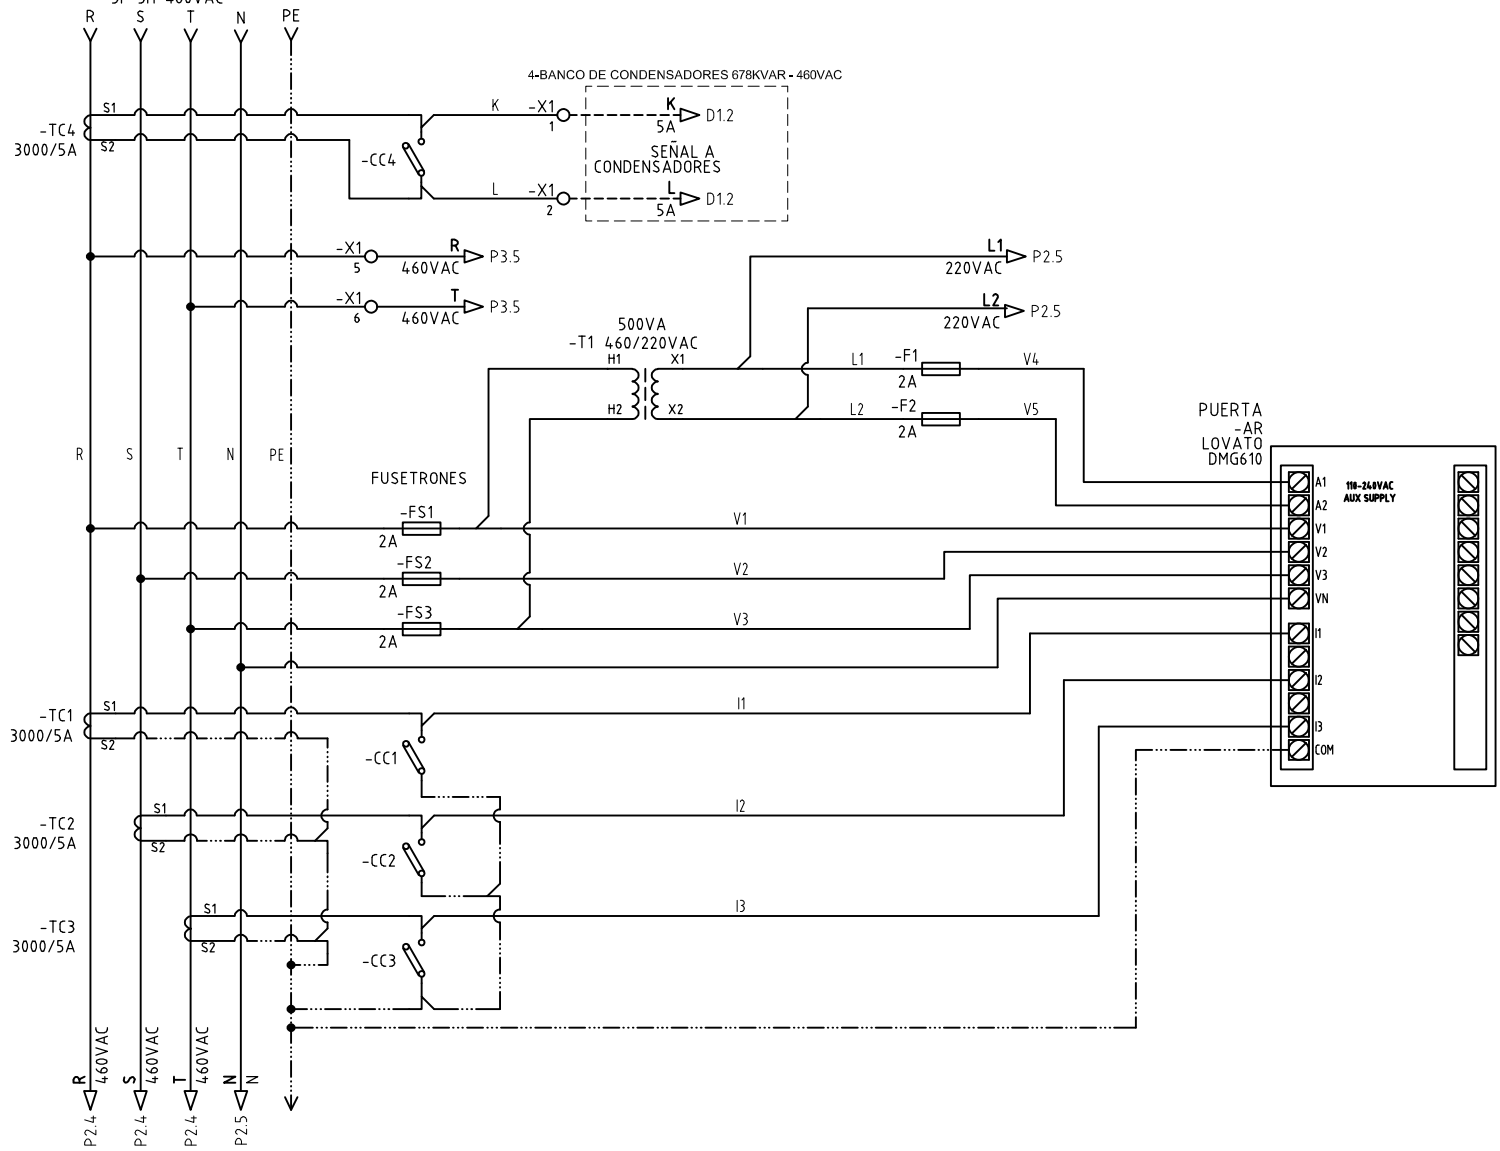 R S T N PE
4-BANCO DE CONDENSADORES 678KVAR - 460VAC
S1
-TC4
3000/5A
S2
-CC4
K
-X1
1
K
5A
D1.2
SEÑAL A
CONDENSADORES
L
-X1
2
L
5A
D1.2
-X1
5
R
460VAC
P3.5
-X1
6
T
460VAC
P3.5
L1
220VAC
P2.5
L2
220VAC
P2.5
500VA
-T1 460/220VAC
H1 X1
H2 X2
L1
-F1
2A
V4
L2
-F2
2A
V5
PUERTA
-AR
LOVATO
DMG610
R S T N PE
FUSETRONES
-FS1
2A
V1
-FS2
2A
V2
-FS3
2A
V3
A1
110-240VAC
AUX SUPPLY
A2
V1
V2
V3
VN
I1
I2
I3
COM
S1
-TC1
3000/5A
S2
-CC1
I1
S1
-TC2
3000/5A
S2
-CC2
I2
S1
-TC3
3000/5A
S2
-CC3
I3
R
460VAC
P2.4
S
460VAC
P2.4
T
460VAC
P2.4
N
N
P2.5